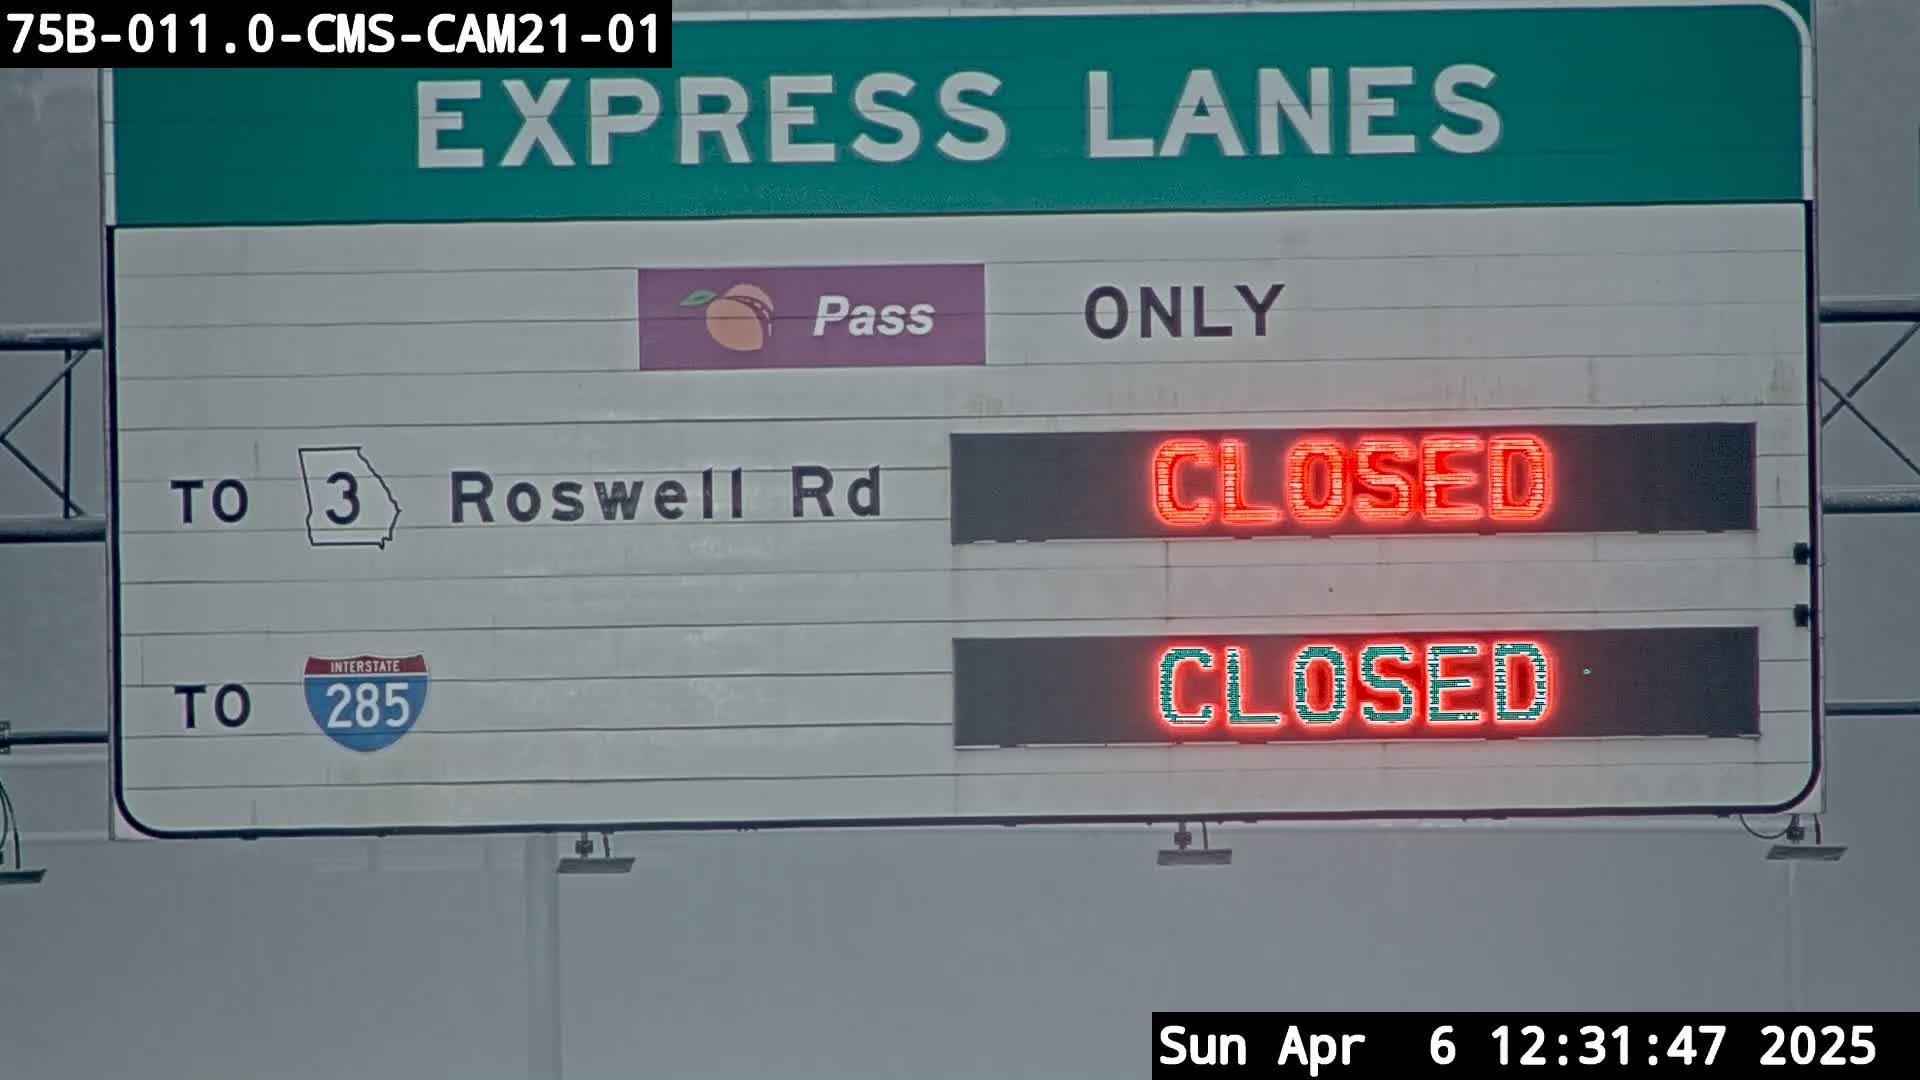 75B-011.0-CMS-CAM21-01
EXPRESS LANES
Pass ONLY
TO 3 Roswell Rd CLOSED
TO INTERSTATE 285 CLOSED
Sun Apr 6 12:31:47 2025